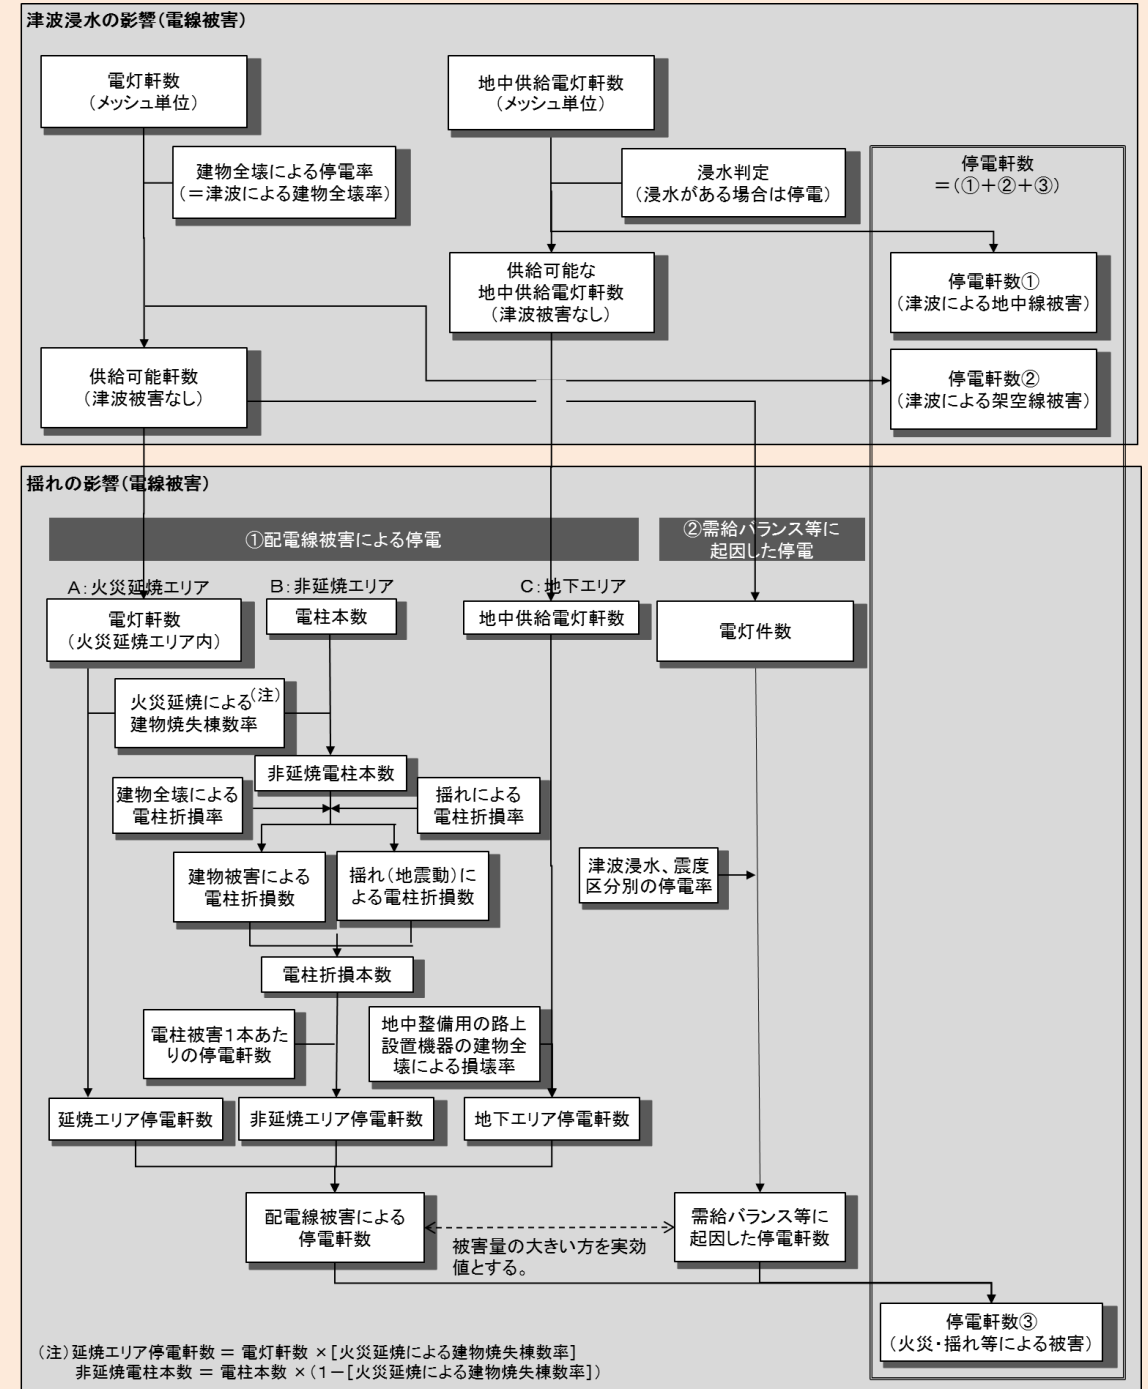 津波浸水の影響(電線被害)
電灯軒数
(メッシュ単位)
地中供給電灯軒数
(メッシュ単位)
建物全壊による停電率
(=津波による建物全壊率)
浸水判定
(浸水がある場合は停電)
停電軒数
=(①+②+③)
供給可能な
地中供給電灯軒数
(津波被害なし)
停電軒数①
(津波による地中線被害)
供給可能軒数
(津波被害なし)
停電軒数②
(津波による架空線被害)
揺れの影響(電線被害)
①配電線被害による停電
②需給バランス等に
起因した停電
A:火災延焼エリア
B:非延焼エリア
C:地下エリア
電灯軒数
(火災延焼エリア内)
電柱本数
地中供給電灯軒数
電灯件数
火災延焼による(注)
建物焼失棟数率
非延焼電柱本数
建物全壊による
電柱折損率
揺れによる
電柱折損率
建物被害による
電柱折損数
揺れ(地震動)に
よる電柱折損数
津波浸水、震度
区分別の停電率
電柱折損本数
電柱被害1本あた
りの停電軒数
地中整備用の路上
設置機器の建物全
壊による損壊率
延焼エリア停電軒数
非延焼エリア停電軒数
地下エリア停電軒数
配電線被害による
停電軒数
需給バランス等に
起因した停電軒数
被害量の大きい方を実効
値とする。
停電軒数③
(火災・揺れ等による被害)
(注)延焼エリア停電軒数 = 電灯軒数 ×[火災延焼による建物焼失棟数率]
非延焼電柱本数 = 電柱本数 ×(1-[火災延焼による建物焼失棟数率])